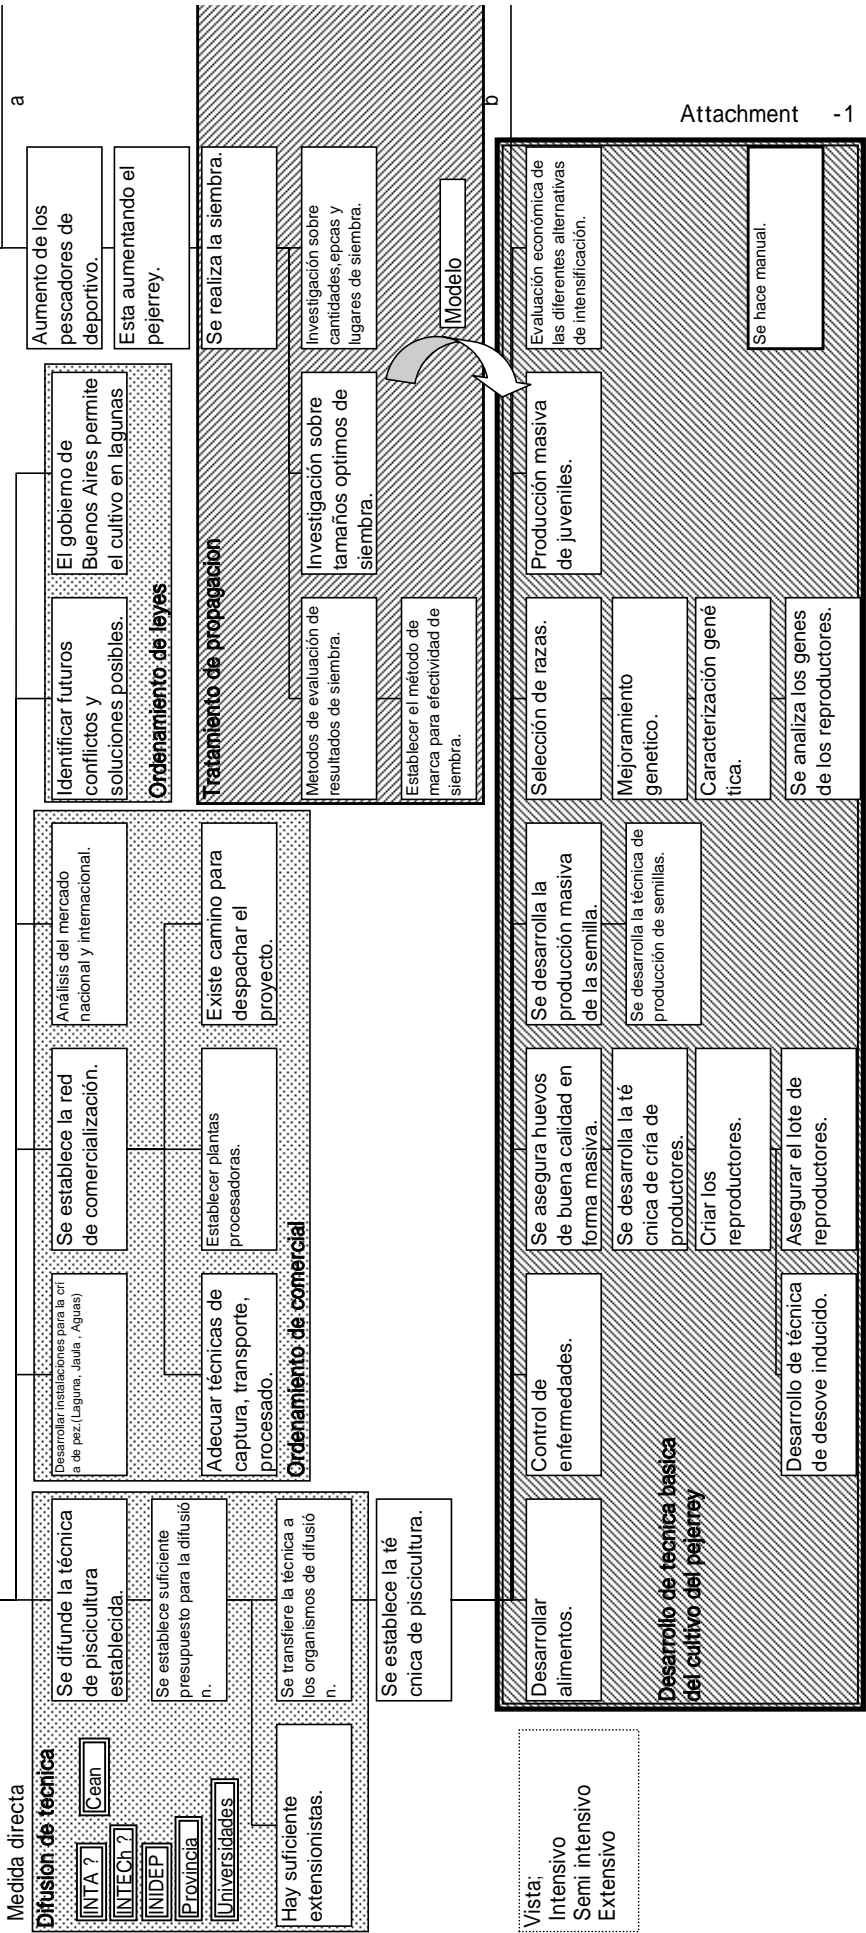 Attachment -1
Medida directa
Difusion de tecnica
INTA ?
Cean
INTECh ?
INIDEP
Provincia
Universidades
Hay suficiente
extensionistas.
Se difunde la técnica
de piscicultura
establecida.
Se establece suficiente
presupuesto para la difusió
n.
Se transfiere la técnica a
los organismos de difusió
n.
Se establece la té
cnica de piscicultura.
Desarrollar instalaciones para la crí
a de pez.(Laguna, Jaula , Aguas)
Se establece la red
de comercialización.
Análisis del mercado
nacional y internacional.
Adecuar técnicas de
captura, transporte,
procesado.
Establecer plantas
procesadoras.
Existe camino para
despachar el
proyecto.
Ordenamiento de comercial
Identificar futuros
conflictos y
soluciones posibles.
El gobierno de
Buenos Aires permite
el cultivo en lagunas
Ordenamiento de leyes
a
Aumento de los
pescadores de
deportivo.
Esta aumentando el
pejerrey.
Tratamiento de propagacion
Se realiza la siembra.
Metodos de evaluación de
resultados de siembra.
Establecer el método de
marca para efectividad de
siembra.
Investigación sobre
tamaños optimos de
siembra.
Investigación sobre
cantidades,epcas y
lugares de siembra.
Modelo
b
Vista;
Intensivo
Semi intensivo
Extensivo
Desarrollar
alimentos.
Control de
enfermedades.
Se asegura huevos
de buena calidad en
forma masiva.
Se desarrolla la té
cnica de cría de
productores.
Criar los
reproductores.
Desarrollo de técnica
de desove inducido.
Asegurar el lote de
reproductores.
Se desarrolla la
producción masiva
de la semilla.
Se desarrolla la técnica de
producción de semillas.
Selección de razas.
Mejoramiento
genetico.
Caracterización gené
tica.
Se analiza los genes
de los reproductores.
Producción masiva
de juveniles.
Evaluación económica de
las diferentes alternativas
de intensificación.
Se hace manual.
Desarrollo de tecnica basica
del cultivo del pejerrey